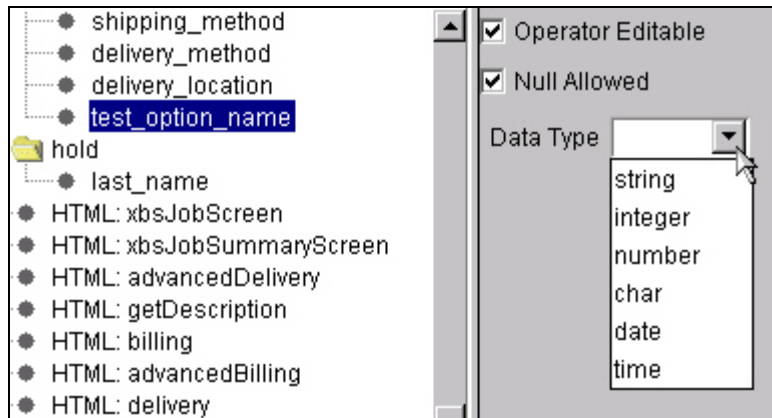 shipping_method
delivery_method
delivery_location
test_option_name
hold
last_name
HTML: xbsJobScreen
HTML: xbsJobSummaryScreen
HTML: advancedDelivery
HTML: getDescription
HTML: billing
HTML: advancedBilling
HTML: delivery
Operator Editable
Null Allowed
Data Type
string
integer
number
char
date
time